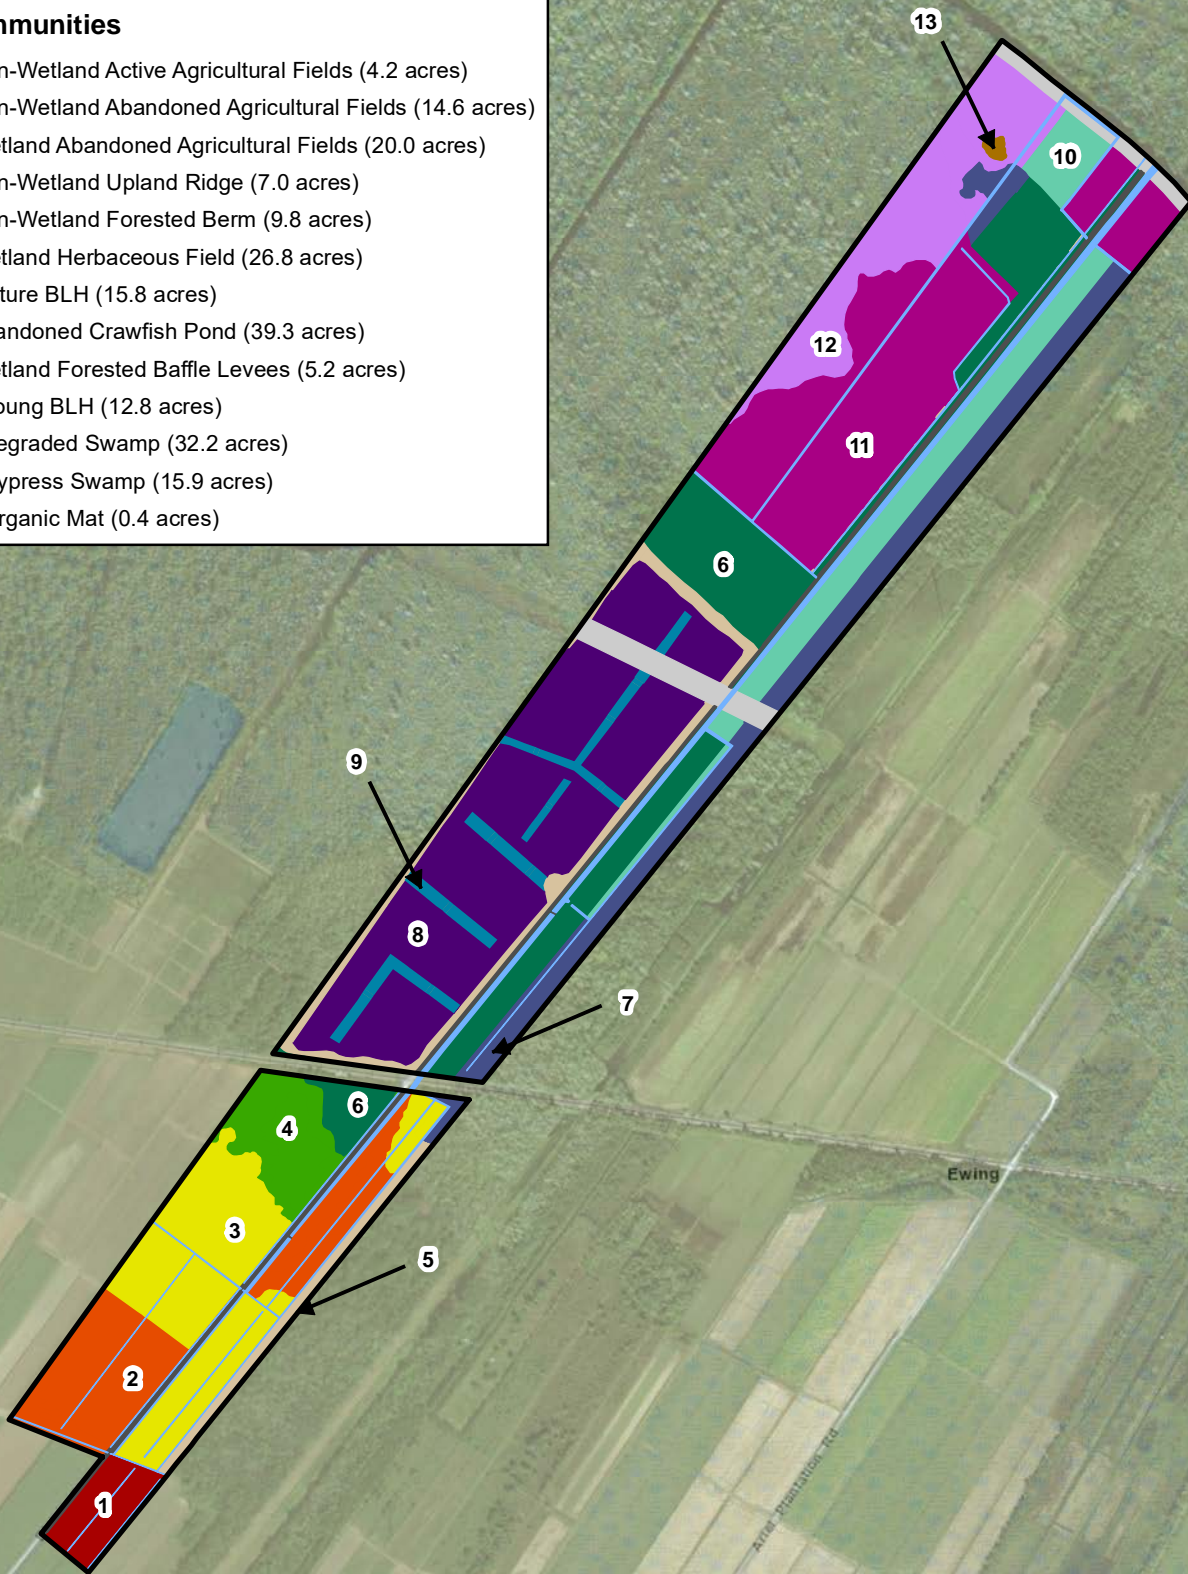 mmunities
n-Wetland Active Agricultural Fields (4.2 acres)
n-Wetland Abandoned Agricultural Fields (14.6 acres)
etland Abandoned Agricultural Fields (20.0 acres)
n-Wetland Upland Ridge (7.0 acres)
n-Wetland Forested Berm (9.8 acres)
etland Herbaceous Field (26.8 acres)
ture BLH (15.8 acres)
andoned Crawfish Pond (39.3 acres)
etland Forested Baffle Levees (5.2 acres)
oung BLH (12.8 acres)
egraded Swamp (32.2 acres)
ypress Swamp (15.9 acres)
rganic Mat (0.4 acres)
13
10
12
11
6
9
8
7
6
4
Ewing
3
5
2
Ariel Plantation Rd
1